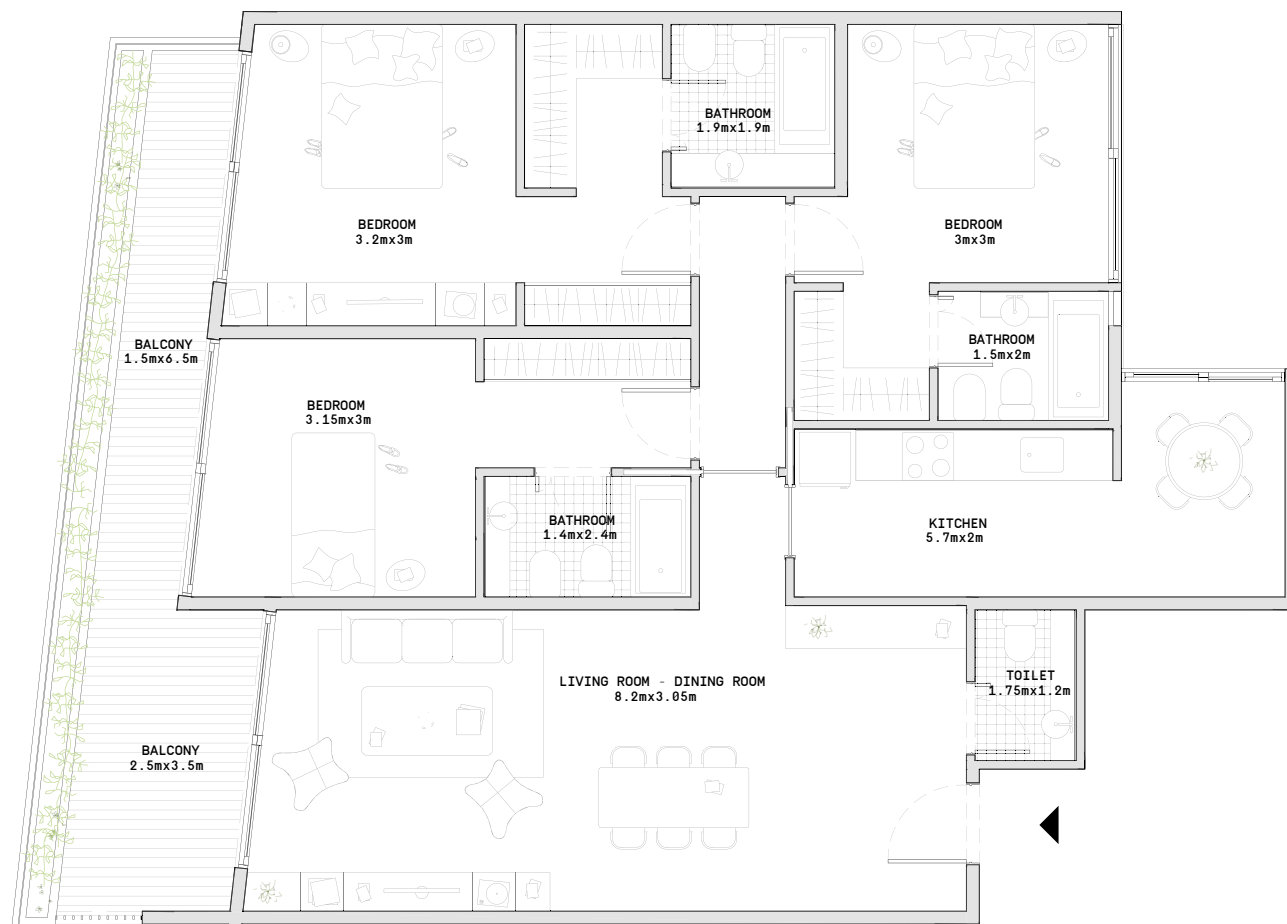 BATHROOM
1.9mx1.9m
BEDROOM
3.2mx3m
BEDROOM
3mx3m
BALCONY
1.5mx6.5m
BATHROOM
1.5mx2m
BEDROOM
3.15mx3m
BATHROOM
1.4mx2.4m
KITCHEN
5.7mx2m
LIVING ROOM - DINING ROOM
8.2mx3.05m
TOILET
1.75mx1.2m
BALCONY
2.5mx3.5m